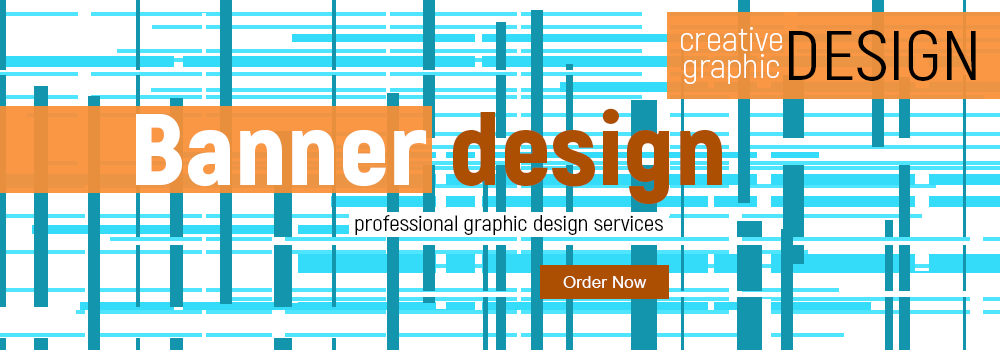 creative
graphic DESIGN
Banner design
professional graphic design services
Order Now